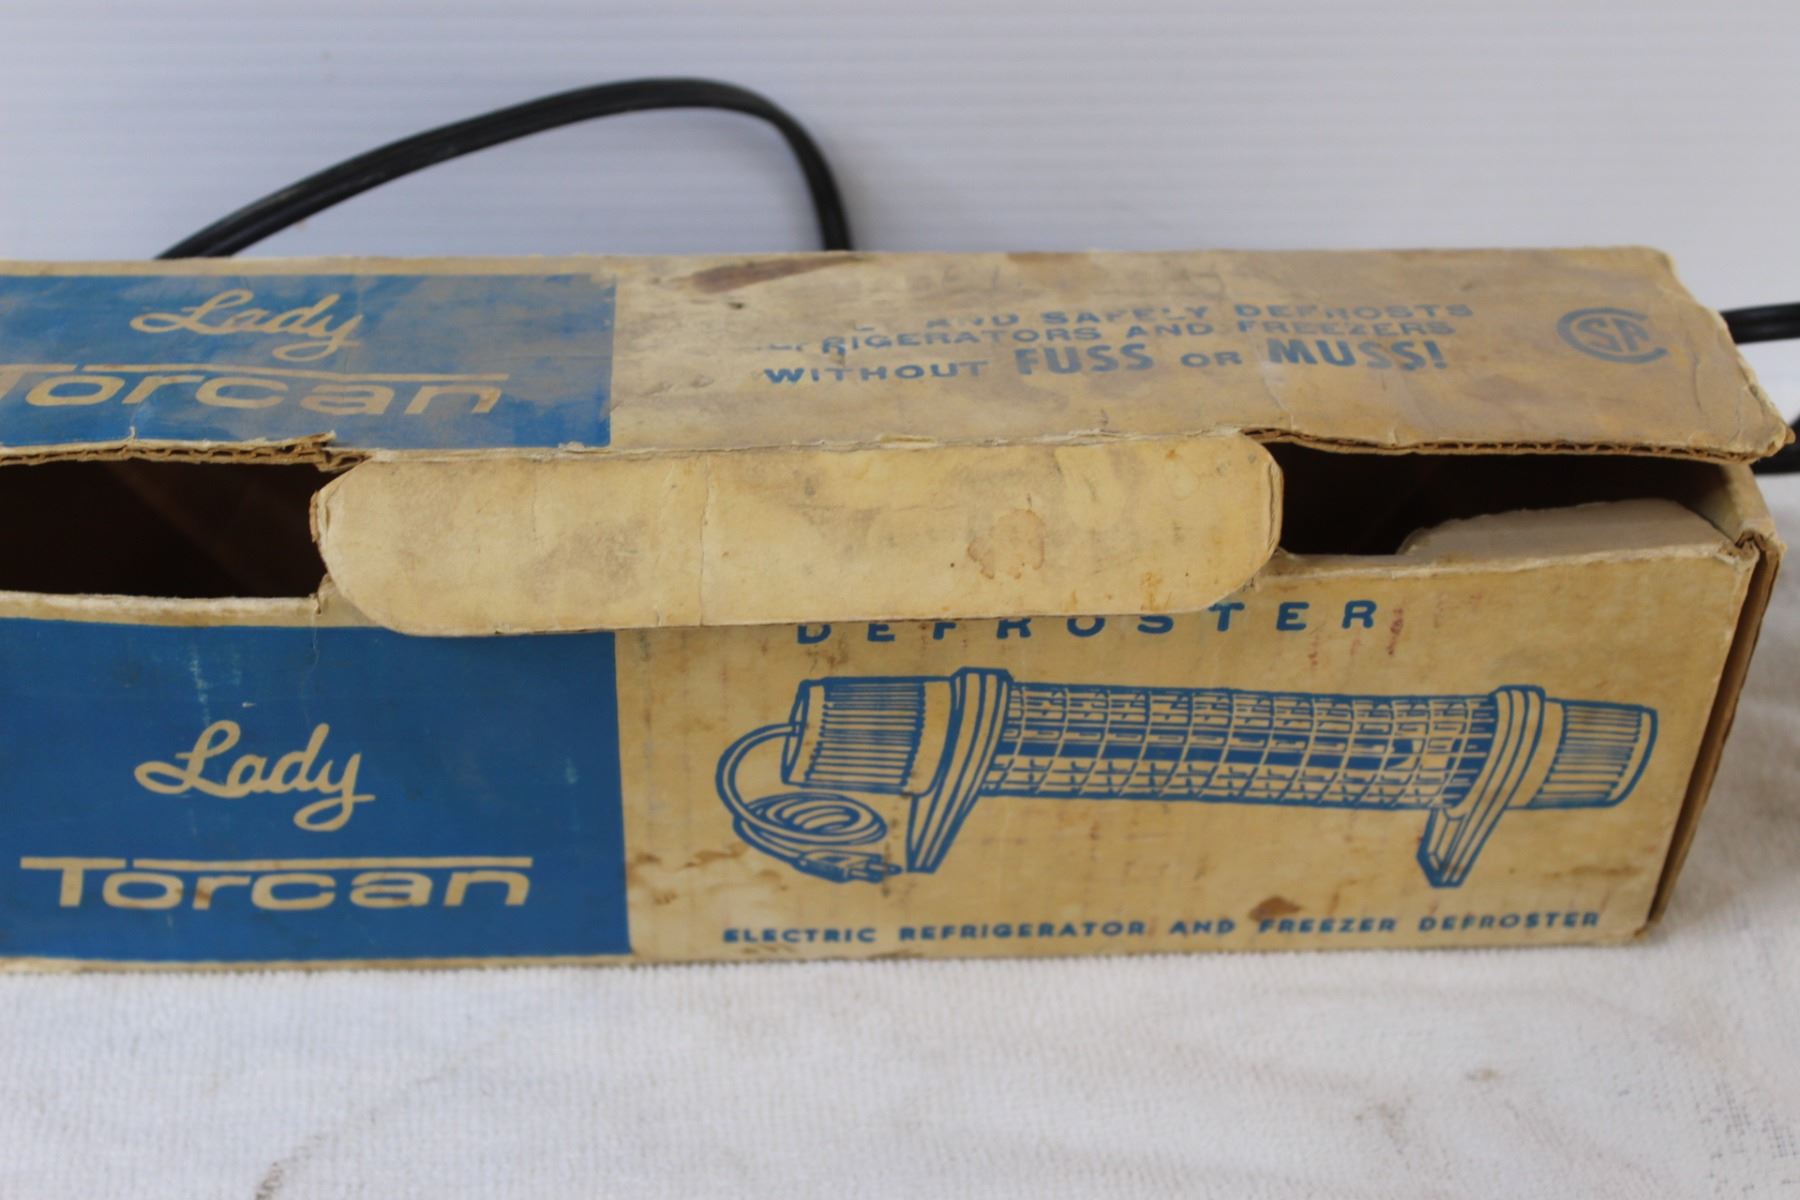 Lady
Torcan
AND SAFELY DEFROSTS
REFRIGERATORS AND FREEZERS
WITHOUT FUSS OR MUSS!
CSA
DEFROSTER
Lady
Torcan
ELECTRIC REFRIGERATOR AND FREEZER DEFROSTER